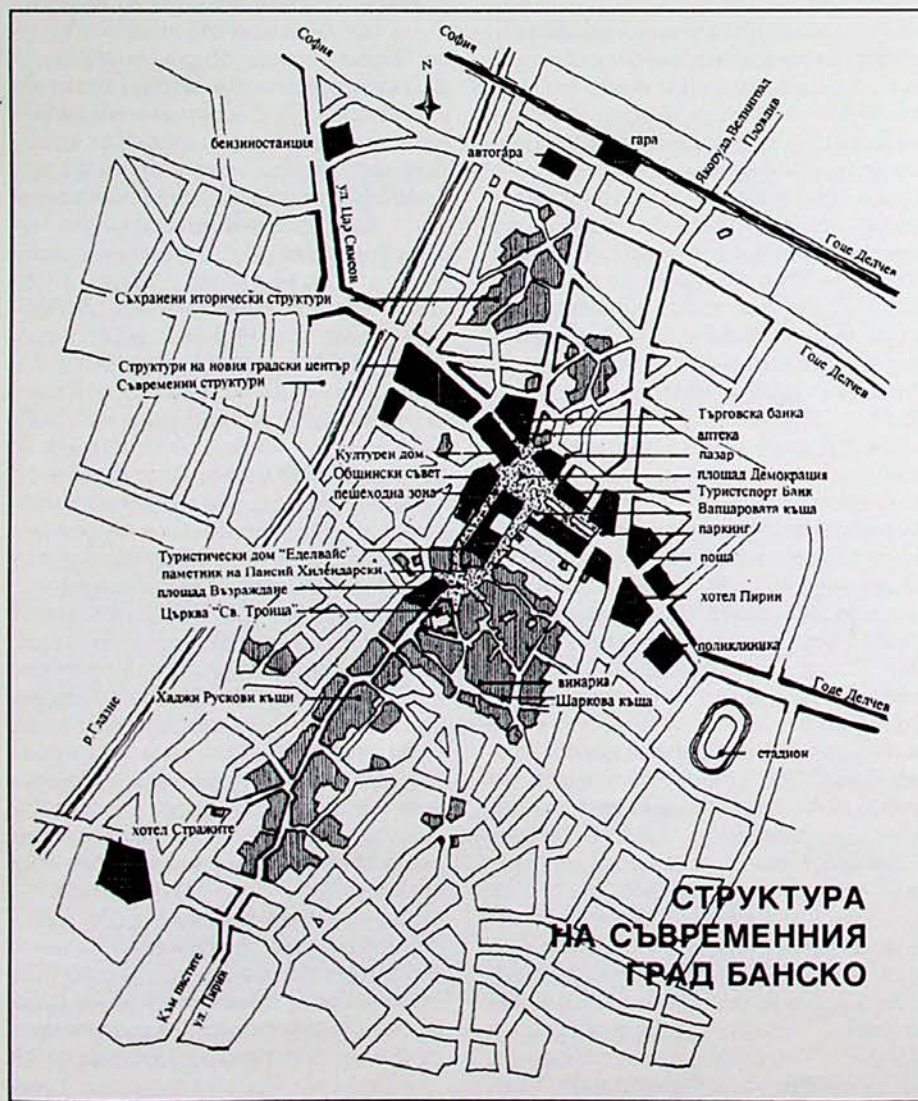 София
София
N
бензиностанция
автогара
гара
Якоруда, Велинград
Пловдив
ул. Цар Симеон
Гоце Делчев
Съхранени иторически структури
Гоце Делчев
Структури на новия градски център
Съвременни структури
Търговска банка
аптека
Културен дом
пазар
Общински съвет
площад Демокрация
пешеходна зона
Туристспорт Банк
Вапцаровата къща
паркинг
Туристически дом "Еделвайс"
поща
паметник на Паисий Хилендарски
площад Възраждане
хотел Пирин
Църква "Св. Троица"
поликлиника
винарна
Хаджи Рускови къщи
Шаркова къща
Годе Делчев
р. Глазне
стадион
хотел Стражите
СТРУКТУРА
НА СЪВРЕМЕННИЯ
ГРАД БАНСКО
Към пистите
ул. Пирин